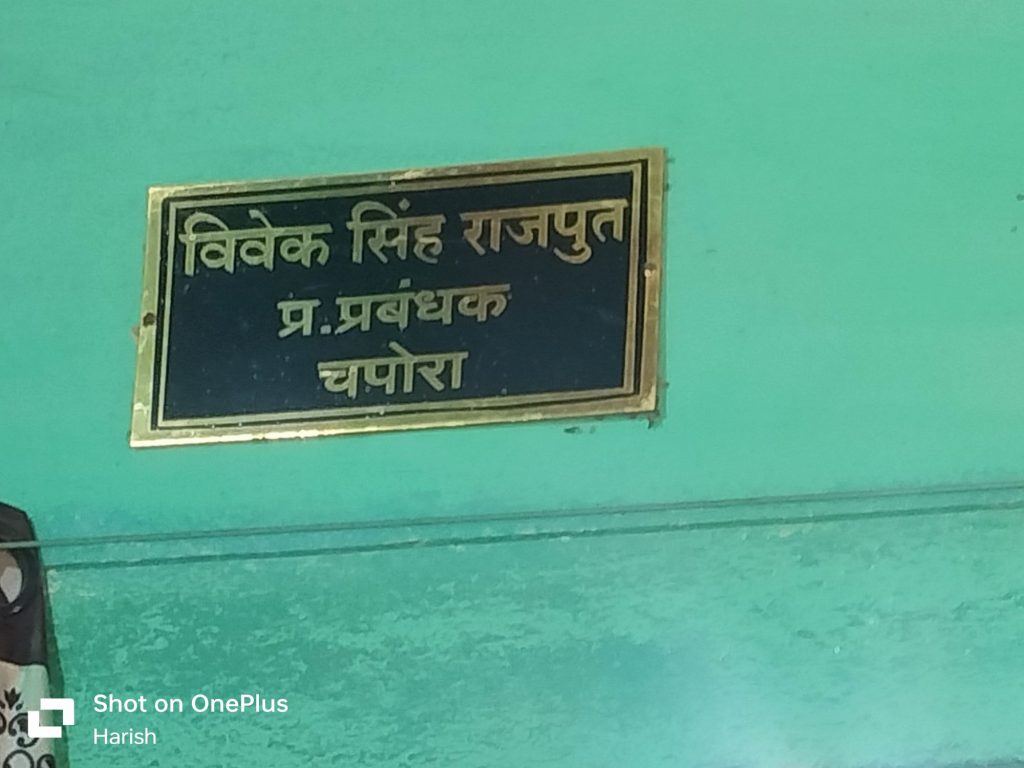 विवेक सिंह राजपुत
प्र.प्रबंधक
चपोरा
Shot on OnePlus
Harish